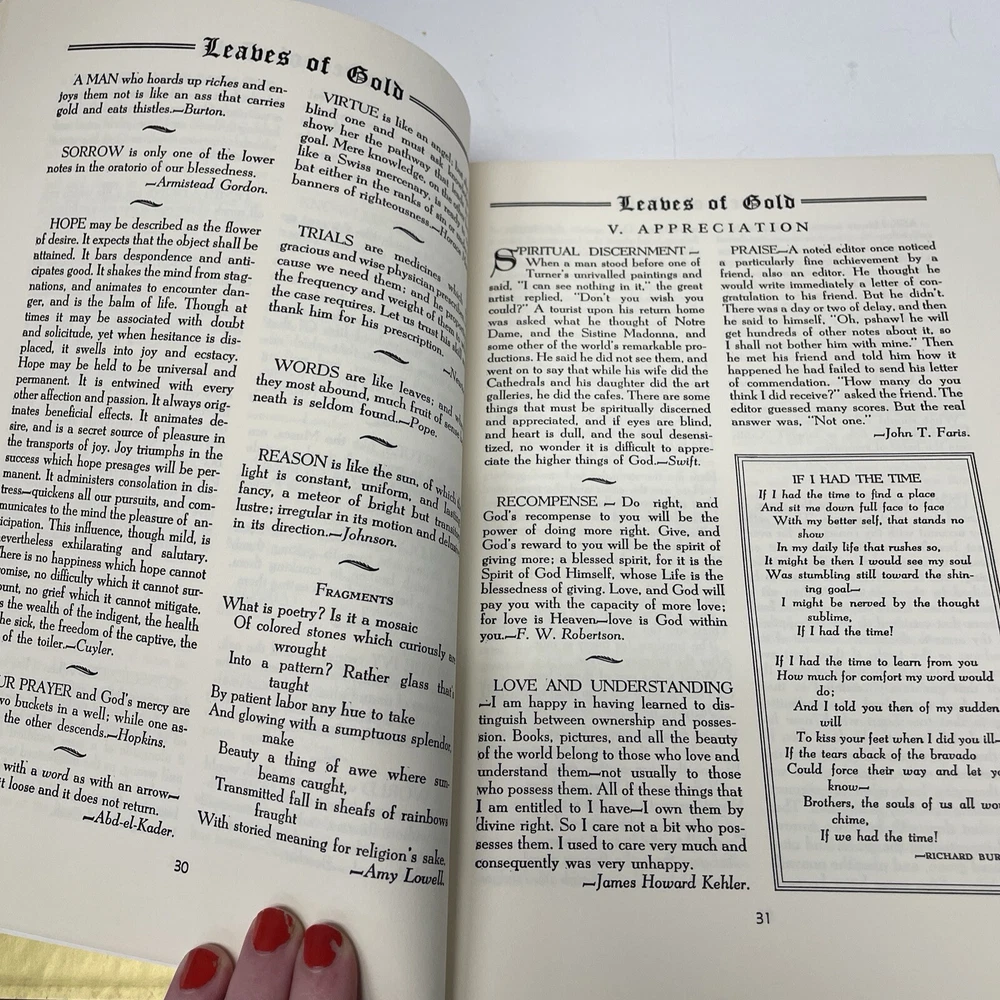 Leaves of Gold
A MAN who hoards up riches and en-
joys them not is like an ass that carries
gold and eats thistles.—Burton.
SORROW is only one of the lower
notes in the oratorio of our blessedness.
—Armistead Gordon.
HOPE may be described as the flower
of desire. It expects that the object shall be
attained. It bars despondence and anti-
cipates good. It shakes the mind from stag-
nations, and animates to encounter dan-
ger, and is the balm of life. Though at
times it may be associated with doubt
and solicitude, yet when hesitance is dis-
placed, it swells into joy and ecstacy.
Hope may be held to be universal and
permanent. It is entwined with every
other affection and passion. It always orig-
inates beneficial effects. It animates de-
sire, and is a secret source of pleasure in
the transports of joy. Joy triumphs in the
success which hope presages will be per-
manent. It administers consolation in dis-
tress—quickens all our pursuits, and com-
municates to the mind the pleasure of an-
ticipation. This influence, though mild, is
nevertheless exhilarating and salutary.
There is no happiness which hope cannot
promise, no difficulty which it cannot sur-
mount, no grief which it cannot mitigate.
is the wealth of the indigent, the health
the sick, the freedom of the captive, the
of the toiler.—Cuyler.
OUR PRAYER and God's mercy are
two buckets in a well; while one as-
the other descends.—Hopkins.
with a word as with an arrow—
it loose and it does not return.
—Abd-el-Kader.
VIRTUE is like an angel, but
blind one and must ask
show her the pathway that
goal. Mere knowledge, on the
like a Swiss mercenary, is ready to
bat either in the ranks of sin or
banners of righteousness.—Horace
TRIALS are medicines which
gracious and wise physician
cause we need them; and he
the frequency and weight of them
the case requires. Let us trust his skill
thank him for his prescription.
WORDS are like leaves; and
they most abound, much fruit of sense
neath is seldom found.—Pope.
REASON is like the sun, of which
light is constant, uniform, and lasting
fancy, a meteor of bright but
lustre; irregular in its motion and
in its direction.—Johnson.
FRAGMENTS
What is poetry? Is it a mosaic
Of colored stones which curiously are
wrought
Into a pattern? Rather glass that's
taught
By patient labor any hue to take
And glowing with a sumptuous splendor,
make
Beauty a thing of awe where sun-
beams caught,
Transmitted fall in sheafs of rainbows
fraught
With storied meaning for religion's sake.
—Amy Lowell.
30
Leaves of Gold
V. APPRECIATION
SPIRITUAL DISCERNMENT—
When a man stood before one of
Turner's unrivalled paintings and
said, "I can see nothing in it," the great
artist replied, "Don't you wish you
could?" A tourist upon his return home
was asked what he thought of Notre
Dame, and the Sistine Madonna, and
some other of the world's remarkable pro-
ductions. He said he did not see them, and
went on to say that while his wife did the
Cathedrals and his daughter did the art
galleries, he did the cafes. There are some
things that must be spiritually discerned
and appreciated, and if eyes are blind,
and heart is dull, and the soul desensi-
tized, no wonder it is difficult to appre-
ciate the higher things of God.—Swift.
RECOMPENSE — Do right, and
God's recompense to you will be the
power of doing more right. Give, and
God's reward to you will be the spirit of
giving more; a blessed spirit, for it is the
Spirit of God Himself, whose Life is the
blessedness of giving. Love, and God will
pay you with the capacity of more love;
for love is Heaven—love is God within
you.—F. W. Robertson.
LOVE AND UNDERSTANDING
—I am happy in having learned to dis-
tinguish between ownership and posses-
sion. Books, pictures, and all the beauty
of the world belong to those who love and
understand them—not usually to those
who possess them. All of these things that
I am entitled to I have—I own them by
divine right. So I care not a bit who pos-
sesses them. I used to care very much and
consequently was very unhappy.
—James Howard Kehler.
PRAISE—A noted editor once noticed
a particularly fine achievement by a
friend, also an editor. He thought he
would write immediately a letter of con-
gratulation to his friend. But he didn't.
There was a day or two of delay, and then
he said to himself, "Oh, pshaw! he will
get hundreds of other notes about it, so
I shall not bother him with mine." Then
he met his friend and told him how it
happened he had failed to send his letter
of commendation. "How many do you
think I did receive?" asked the friend. The
editor guessed many scores. But the real
answer was, "Not one."
—John T. Faris.
IF I HAD THE TIME
If I had the time to find a place
And sit me down full face to face
With my better self, that stands no
show
In my daily life that rushes so,
It might be then I would see my soul
Was stumbling still toward the shin-
ing goal—
I might be nerved by the thought
sublime,
If I had the time!
If I had the time to learn from you
How much for comfort my word would
do;
And I told you then of my sudden
will
To kiss your feet when I did you ill—
If the tears aback of the bravado
Could force their way and let you
know—
Brothers, the souls of us all would
chime,
If we had the time!
—RICHARD BUR
31